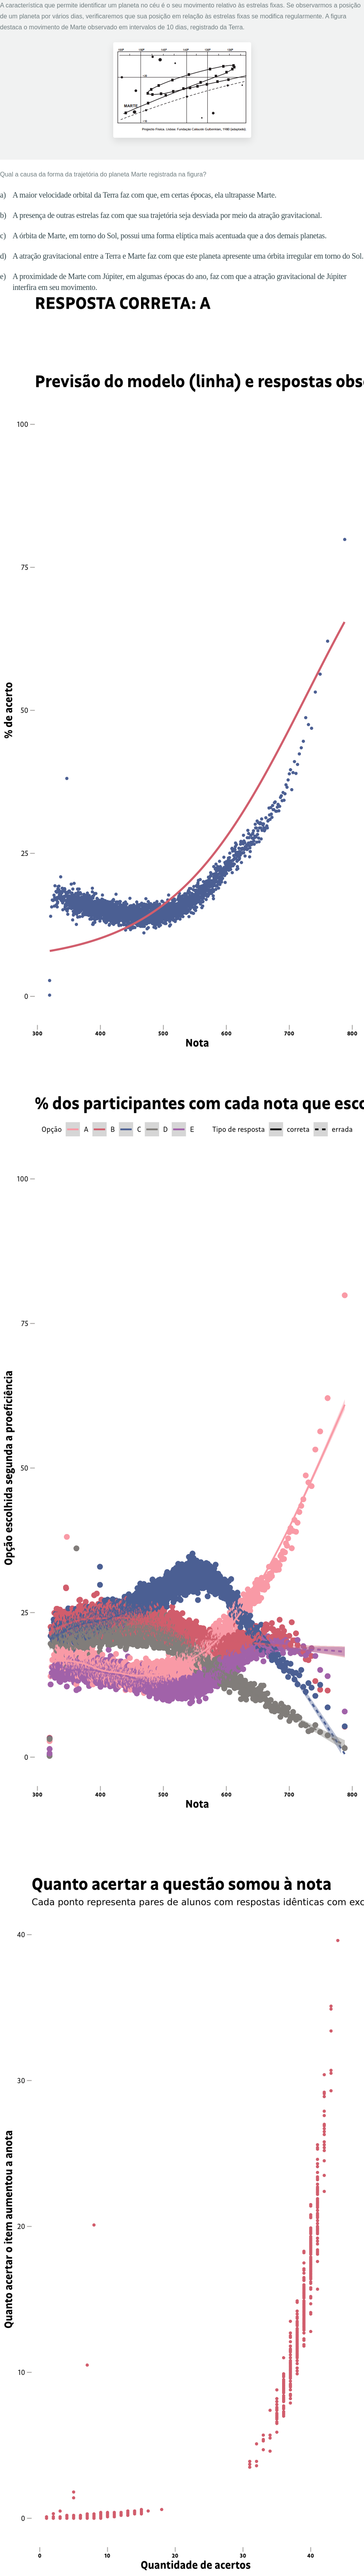 A característica que permite identificar um planeta no céu é o seu movimento relativo às estrelas fixas. Se observarmos a posição
de um planeta por vários dias, verificaremos que sua posição em relação às estrelas fixas se modifica regularmente. A figura
destaca o movimento de Marte observado em intervalos de 10 dias, registrado da Terra.
MARTE
Projecto Física. Lisboa: Fundação Calouste Gulbenkian, 1980 (adaptado).
Qual a causa da forma da trajetória do planeta Marte registrada na figura?
a) A maior velocidade orbital da Terra faz com que, em certas épocas, ela ultrapasse Marte.
b) A presença de outras estrelas faz com que sua trajetória seja desviada por meio da atração gravitacional.
c) A órbita de Marte, em torno do Sol, possui uma forma elíptica mais acentuada que a dos demais planetas.
d) A atração gravitacional entre a Terra e Marte faz com que este planeta apresente uma órbita irregular em torno do Sol.
e) A proximidade de Marte com Júpiter, em algumas épocas do ano, faz com que a atração gravitacional de Júpiter
interfira em seu movimento.
RESPOSTA CORRETA: A
Previsão do modelo (linha) e respostas obs
100
75
50
25
0
% de acerto
300 400 500 600 700 800
Nota
% dos participantes com cada nota que esco
Opção A B C D E Tipo de resposta correta errada
100
75
50
25
0
Opção escolhida segunda a proeficiência
300 400 500 600 700 800
Nota
Quanto acertar a questão somou à nota
Cada ponto representa pares de alunos com respostas idênticas com exc
40
30
20
10
0
Quanto acertar o item aumentou a anota
0 10 20 30 40
Quantidade de acertos